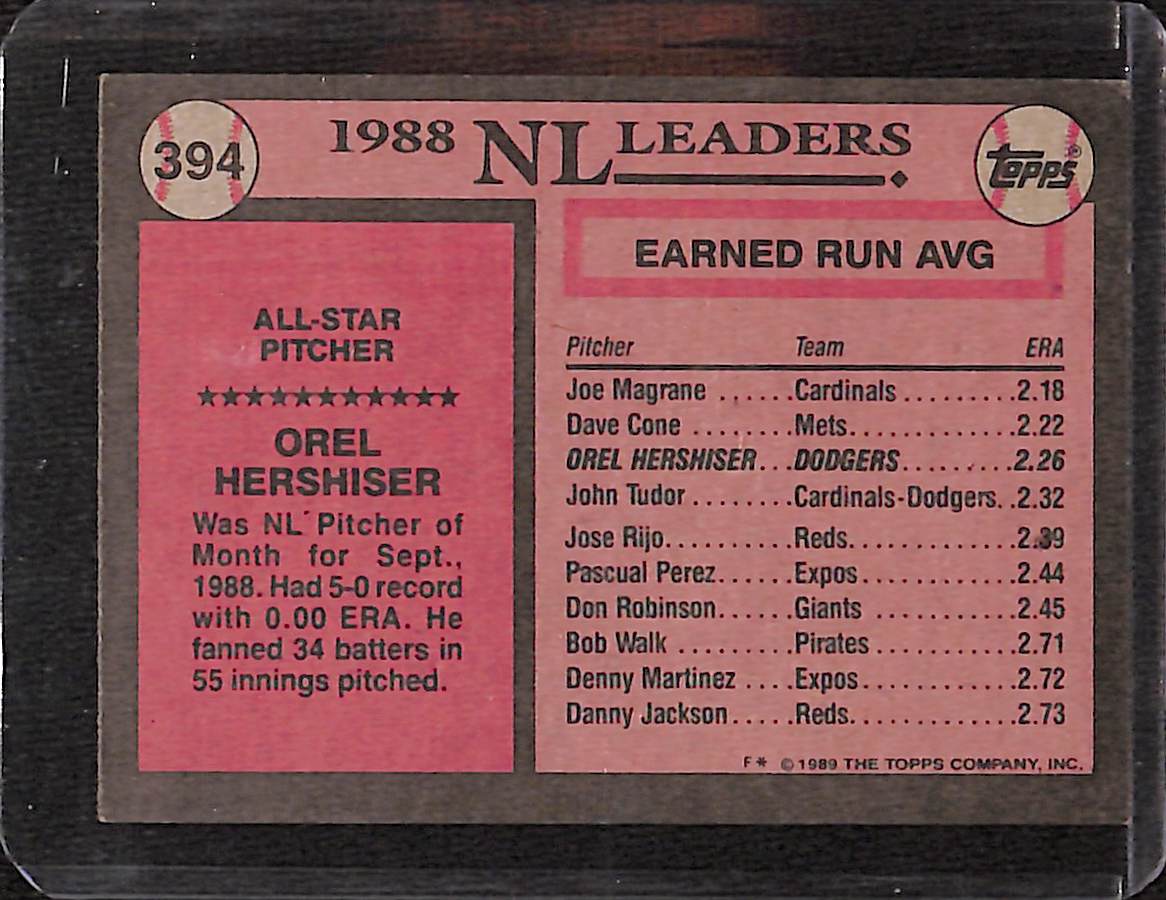 394
1988 NL LEADERS
TOPPS®
ALL-STAR
PITCHER
★★★★★★★★★★★
OREL
HERSHISER
Was NL Pitcher of
Month for Sept.,
1988. Had 5-0 record
with 0.00 ERA. He
fanned 34 batters in
55 innings pitched.
EARNED RUN AVG
Pitcher Team ERA
Joe Magrane ......Cardinals.........2.18
Dave Cone ........Mets.............2.22
OREL HERSHISER...DODGERS.........2.26
John Tudor........Cardinals-Dodgers..2.32
Jose Rijo..........Reds.............2.39
Pascual Perez......Expos............2.44
Don Robinson......Giants ...........2.45
Bob Walk .........Pirates...........2.71
Denny Martinez ....Expos............2.72
Danny Jackson.....Reds.............2.73
F* ©1989 THE TOPPS COMPANY, INC.